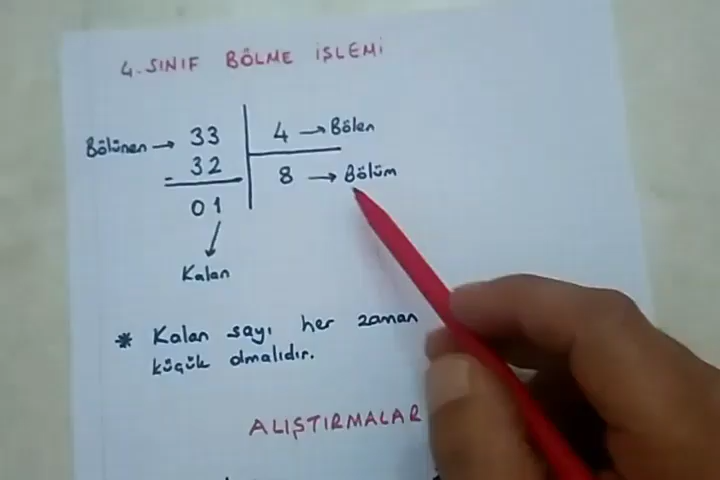 4. SINIF BÖLME İŞLEMİ
Bölünen → 33 4 → Bölen
- 32 8 → Bölüm
01
Kalan
* Kalan sayı her zaman
küçük olmalıdır.
ALIŞTIRMALAR